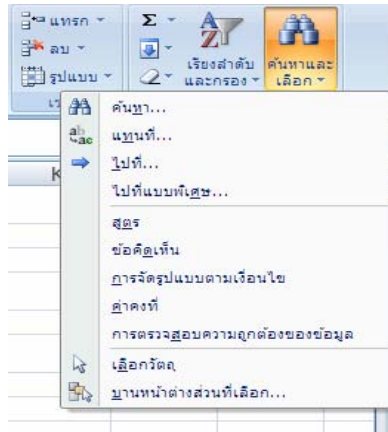 แทรก
Σ
ลบ
รูปแบบ
เรียงลำดับ
และกรอง
ค้นหาและ
เลือก
K
ค้นหา...
แทนที่...
ไปที่...
ไปที่แบบพิเศษ...
สูตร
ข้อคิดเห็น
การจัดรูปแบบตามเงื่อนไข
ค่าคงที่
การตรวจสอบความถูกต้องของข้อมูล
เลือกวัตถุ
บานหน้าต่างส่วนที่เลือก...